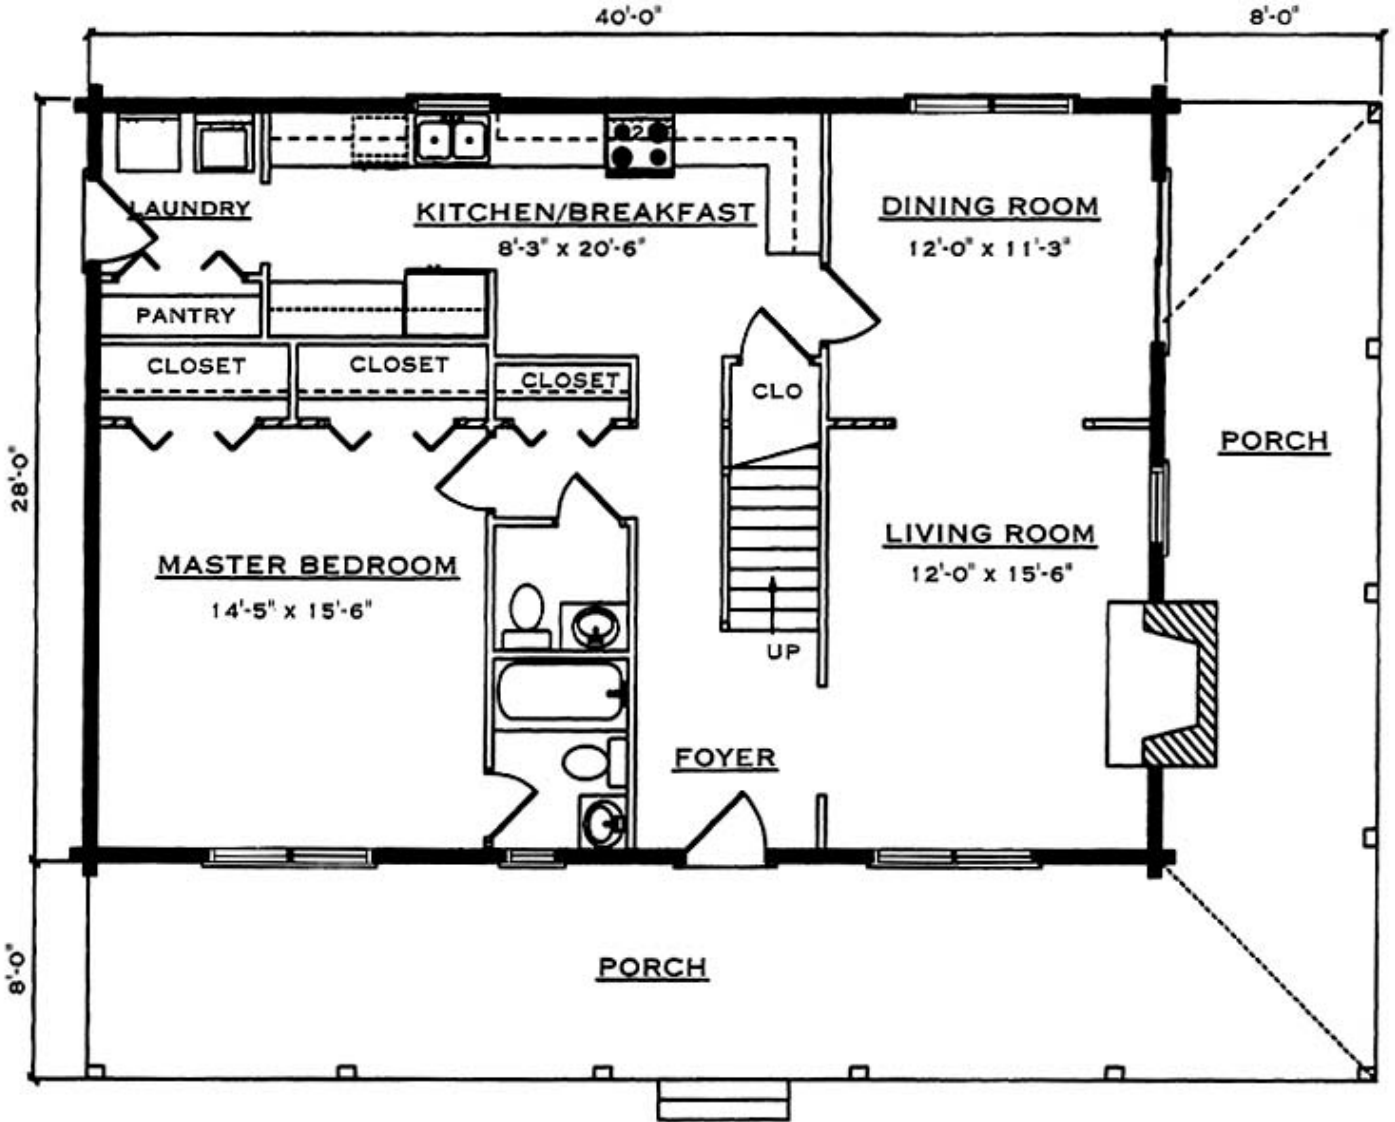 40'-0"
8'-0"
LAUNDRY
KITCHEN/BREAKFAST
8'-3" x 20'-6"
DINING ROOM
12'-0" x 11'-3"
PANTRY
CLOSET
CLOSET
CLOSET
CLO
PORCH
28'-0"
MASTER BEDROOM
14'-5" x 15'-6"
LIVING ROOM
12'-0" x 15'-6"
UP
FOYER
PORCH
8'-0"